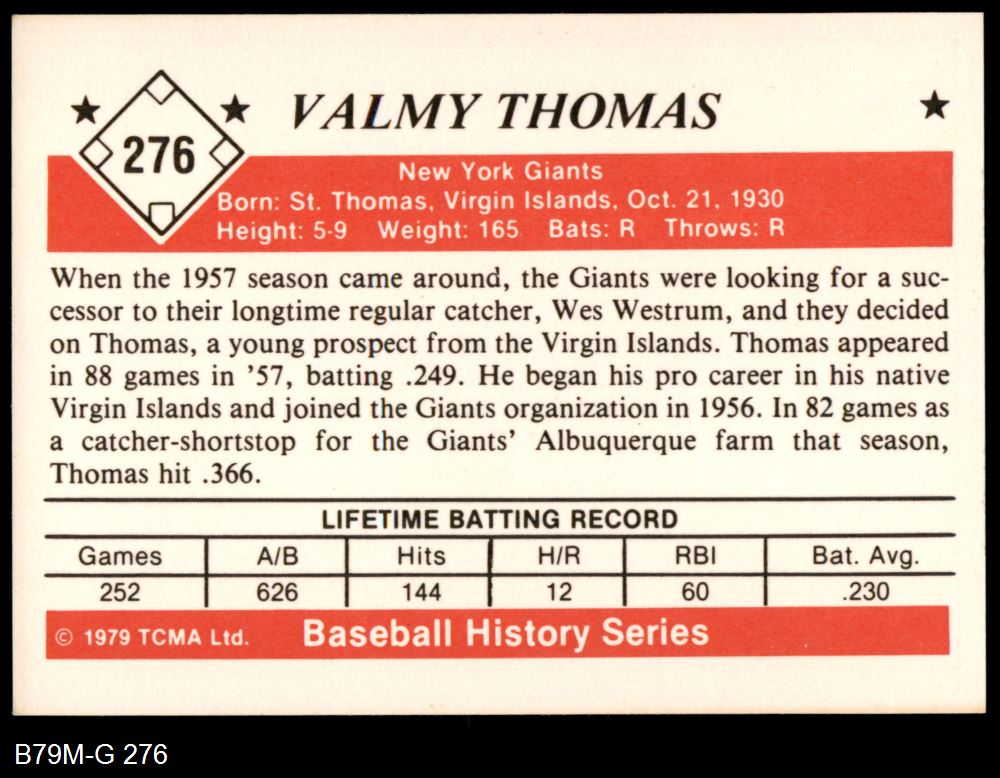 276
VALMY THOMAS
New York Giants
Born: St. Thomas, Virgin Islands, Oct. 21, 1930
Height: 5-9 Weight: 165 Bats: R Throws: R
When the 1957 season came around, the Giants were looking for a suc-
cessor to their longtime regular catcher, Wes Westrum, and they decided
on Thomas, a young prospect from the Virgin Islands. Thomas appeared
in 88 games in ’57, batting .249. He began his pro career in his native
Virgin Islands and joined the Giants organization in 1956. In 82 games as
a catcher-shortstop for the Giants’ Albuquerque farm that season,
Thomas hit .366.
LIFETIME BATTING RECORD
Games A/B Hits H/R RBI Bat. Avg.
252 626 144 12 60 .230
© 1979 TCMA Ltd. Baseball History Series
B79M-G 276